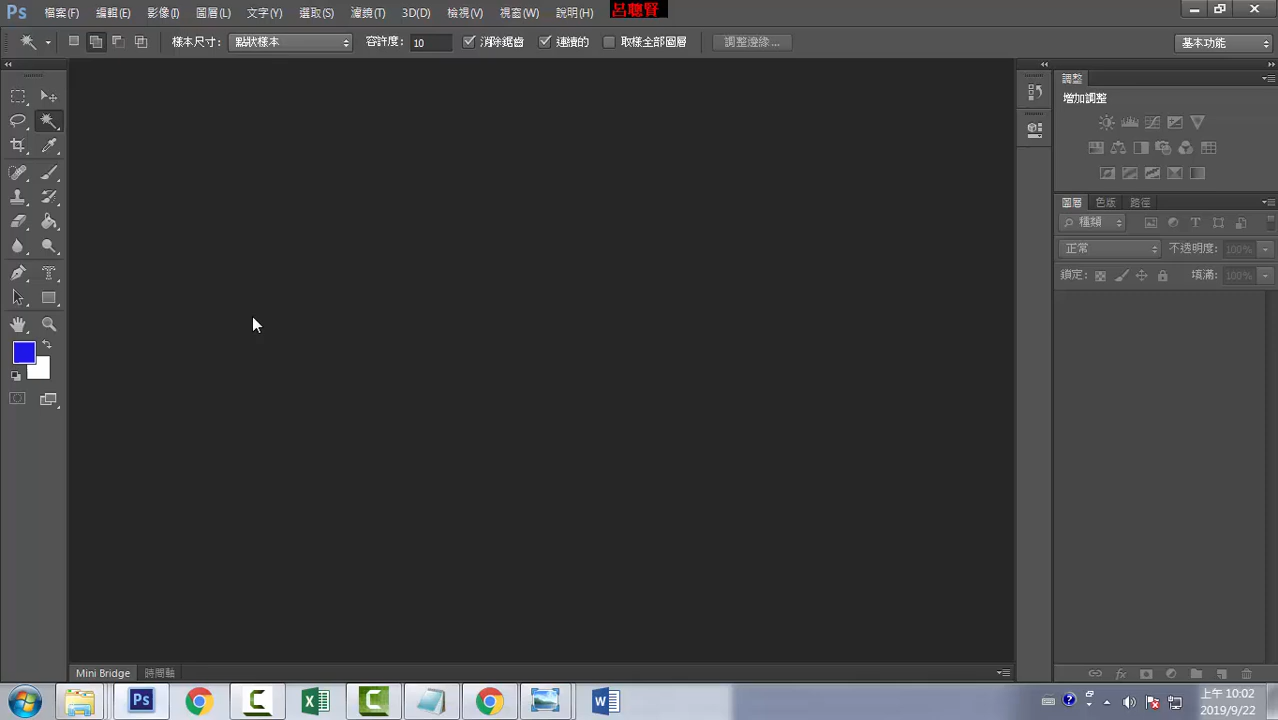 Ps 檔案(F) 編輯(E) 影像(I) 圖層(L) 文字(Y) 選取(S) 濾鏡(T) 3D(D) 檢視(V) 視窗(W) 說明(H) 呂聰賢
樣本尺寸: 點狀樣本 容許度: 10 消除鋸齒 連續的 取樣全部圖層 調整邊緣... 基本功能
調整
增加調整
圖層 色版 路徑
種類
正常 不透明度: 100%
鎖定: 填滿: 100%
Mini Bridge 時間軸
上午 10:02
2019/9/22